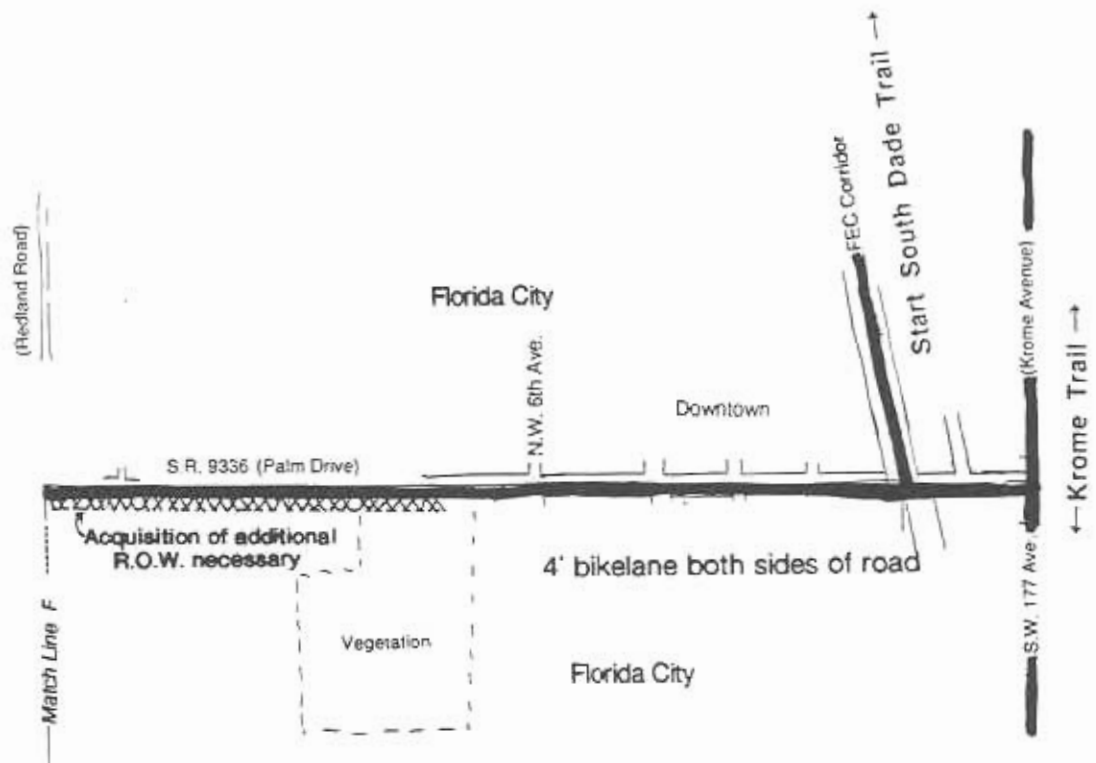 Start South Dade Trail →
FEC Corridor
(Redland Road)
(Krome Avenue)
Florida City
← Krome Trail →
N.W. 6th Ave.
Downtown
S.R. 9336 (Palm Drive)
Acquisition of additional
R.O.W. necessary
4' bikelane both sides of road
S.W. 177 Ave.
Match Line F
Vegetation
Florida City